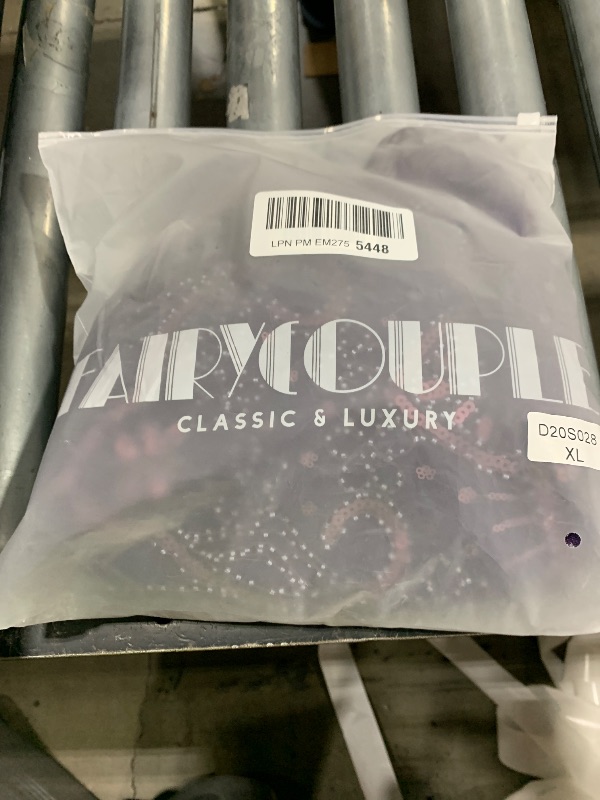 LPN PM EM275 5448
FAIRYCOUPLE
CLASSIC & LUXURY
D20S028
XL